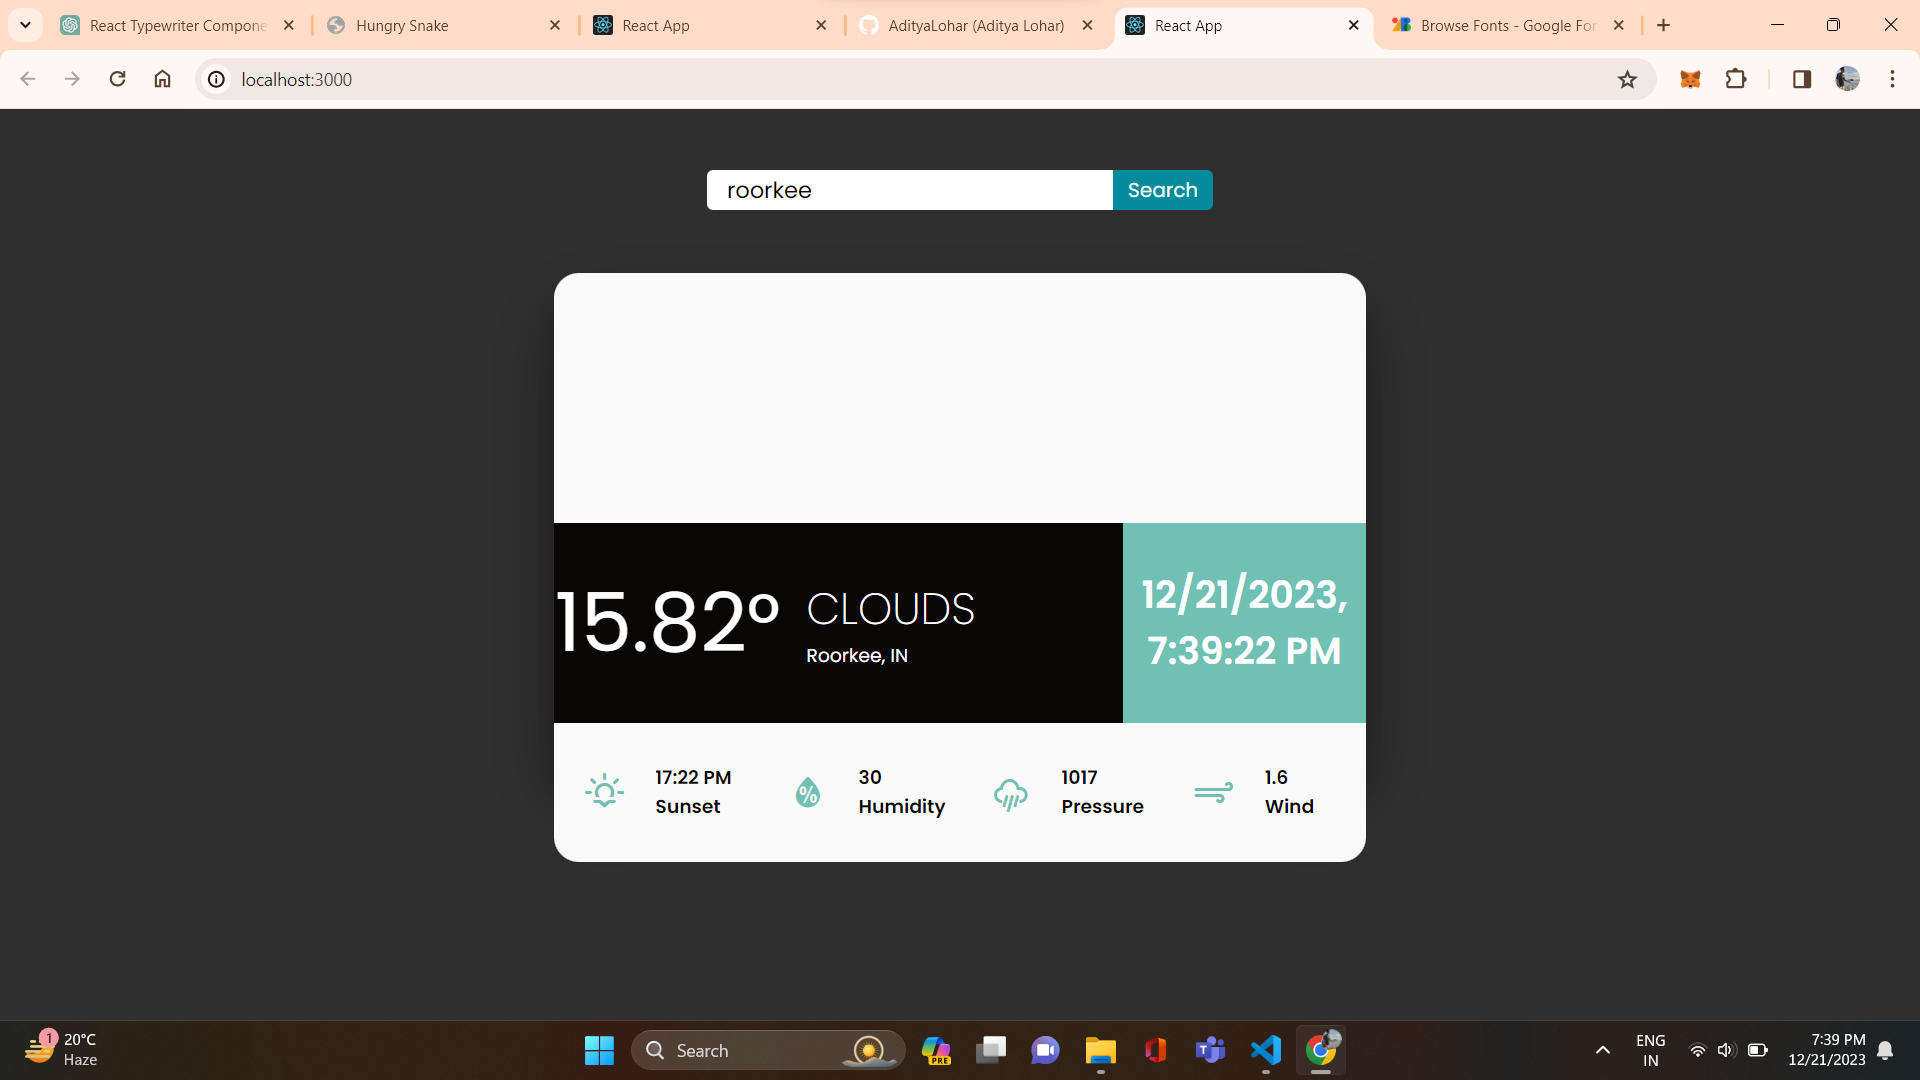 React Typewriter Compone
Hungry Snake
React App
AdityaLohar (Aditya Lohar)
React App
Browse Fonts - Google For
localhost:3000
roorkee
Search
15.82°
CLOUDS
Roorkee, IN
12/21/2023,
7:39:22 PM
17:22 PM
Sunset
%
30
Humidity
1017
Pressure
1.6
Wind
1
20°C
Haze
Search
PRE
T
ENG
IN
7:39 PM
12/21/2023